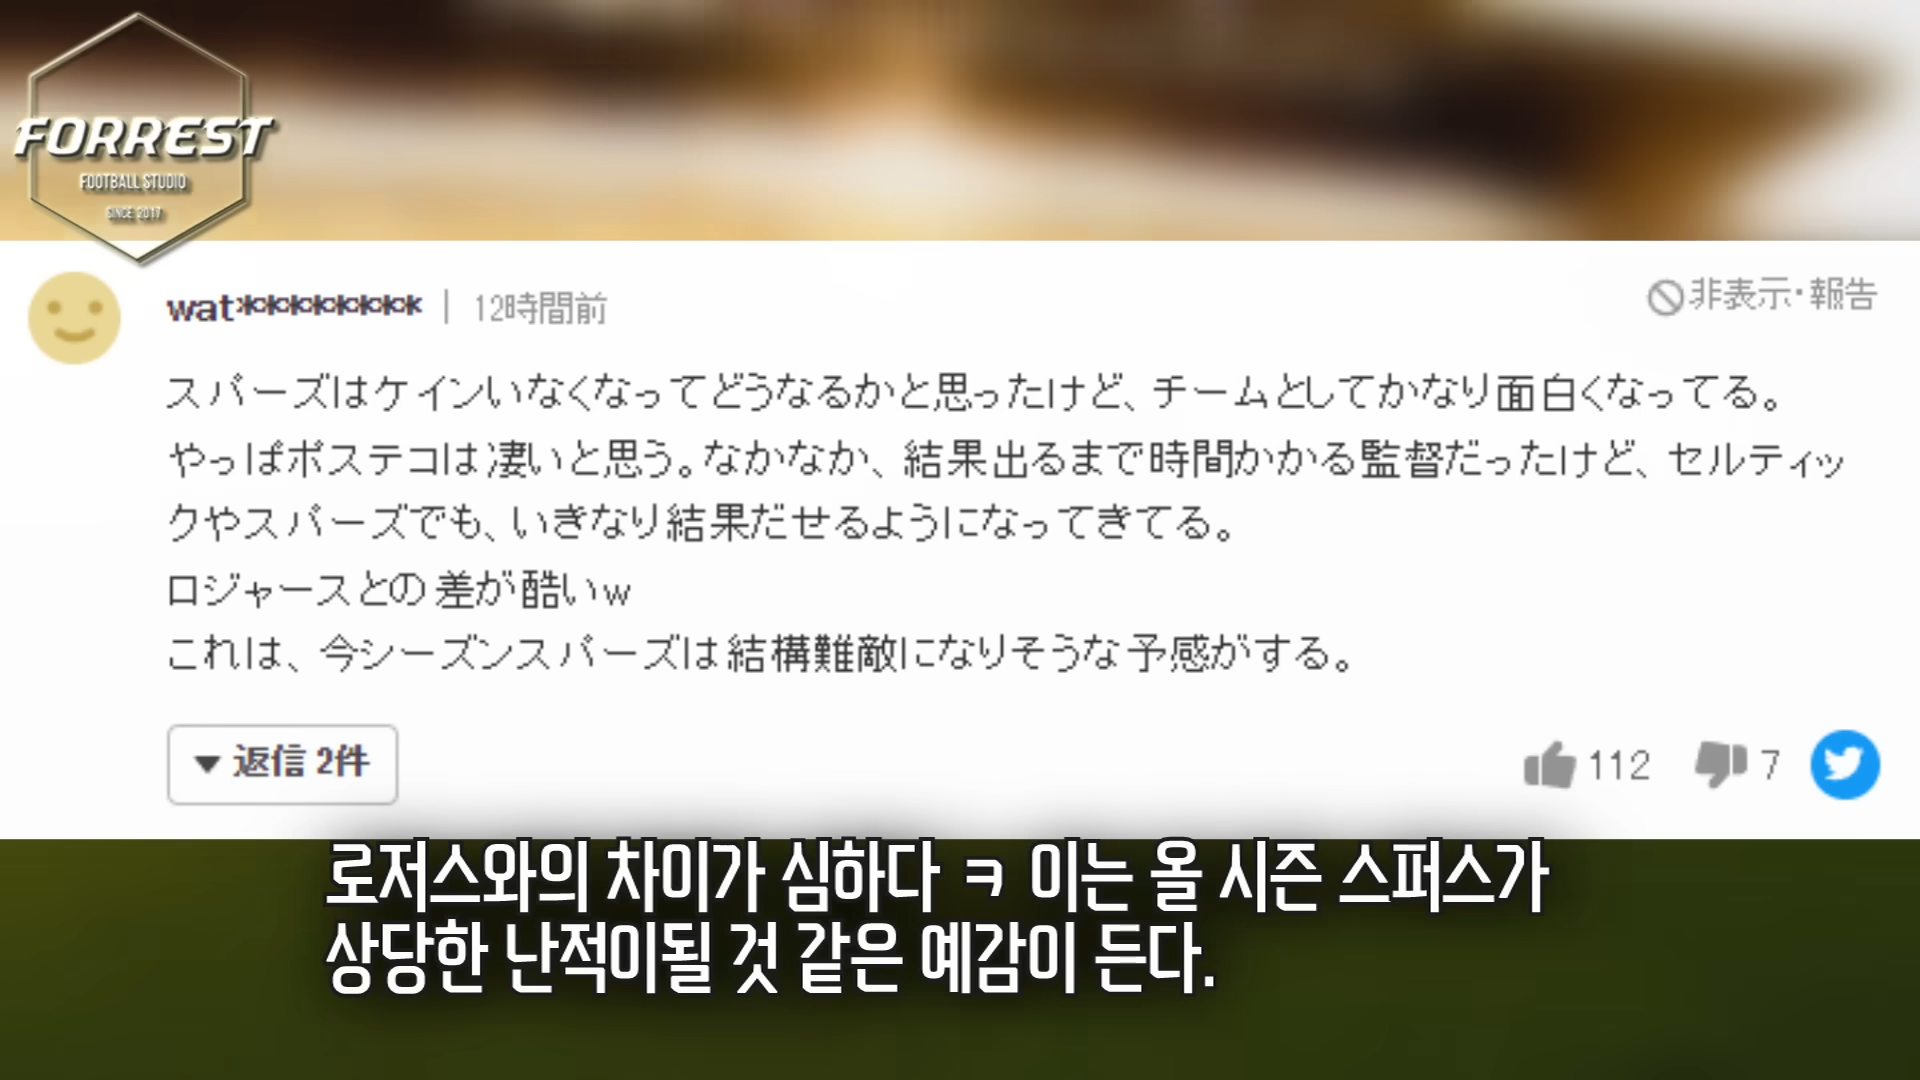 FORREST
FOOTBALL STUDIO
SINCE 2017
wat********* | 12時間前
非表示・報告
スパーズはケインいなくなってどうなるかと思ったけど、チームとしてかなり面白くなってる。
やっぱポステコは凄いと思う。なかなか、結果出るまで時間かかる監督だったけど、セルティッ
クやスパーズでも、いきなり結果だせるようになってきてる。
ロジャースとの差が酷いw
これは、今シーズンスパーズは結構難敵になりそうな予感がする。
返信 2件
112
7
로저스와의 차이가 심하다 ㅋ 이는 올 시즌 스퍼스가
상당한 난적이될 것 같은 예감이 든다.